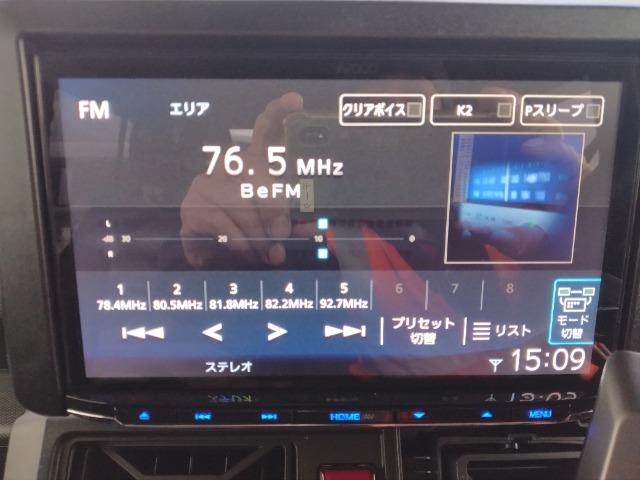 FM エリア クリアボイス K2 Pスリープ
76.5 MHz
BeFM
L
-dB 30 20 10 0
R
1 2 3 4 5 6 7 8
78.4MHz 80.5MHz 81.8MHz 82.2MHz 92.7MHz
プリセット
切替
リスト
モード
切替
ステレオ 15:09
HOME/AV MENU